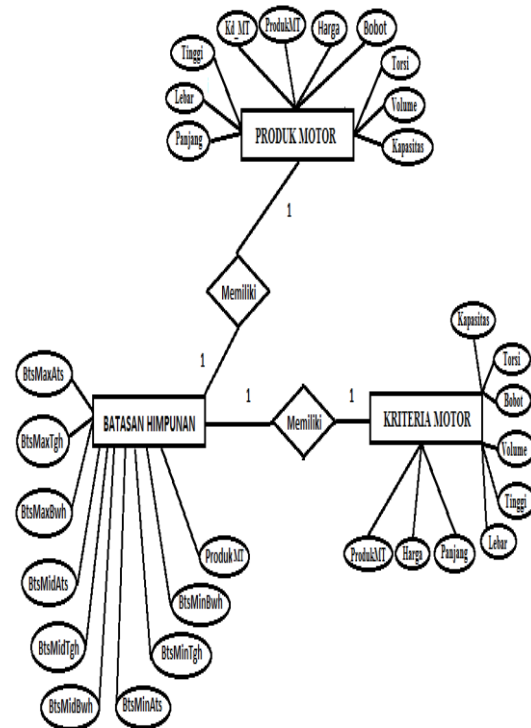 Kd_MT
ProdukMT
Harga
Bobot
Tinggi
Torsi
Lebar
Volume
Panjang
Kapasitas
PRODUK MOTOR
1
Memiliki
1
BtsMaxAts
BtsMaxTgh
BtsMaxBwh
BtsMidAts
BtsMidTgh
BtsMidBwh
BtsMinAts
BtsMinTgh
BtsMinBwh
ProdukMT
BATASAN HIMPUNAN
1
Memiliki
1
KRITERIA MOTOR
Kapasitas
Torsi
Bobot
Volume
Tinggi
Lebar
Panjang
Harga
ProdukMT